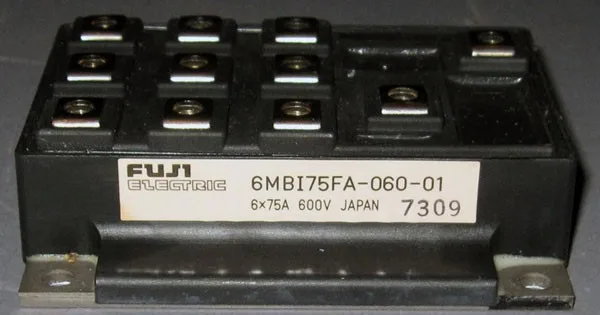 FUJI
ELECTRIC
6MBI75FA-060-01
6×75A 600V JAPAN 7309